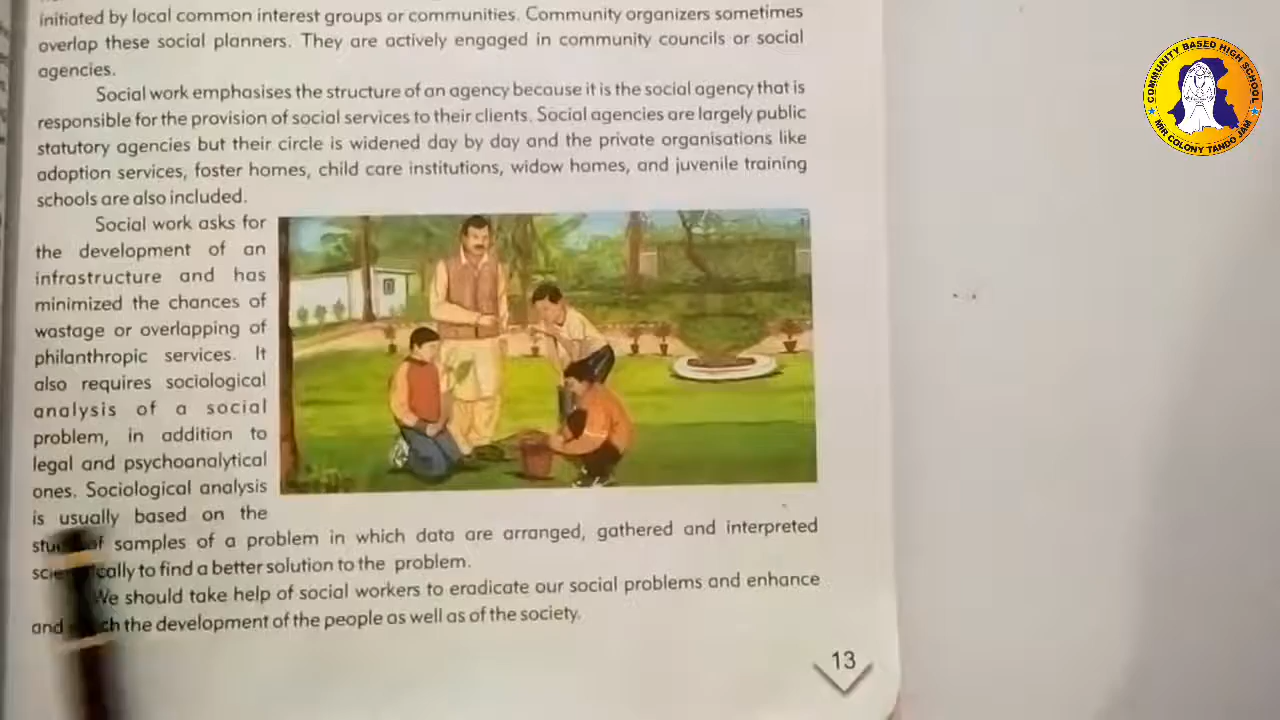 initiated by local common interest groups or communities. Community organizers sometimes
overlap these social planners. They are actively engaged in community councils or social
agencies.
Social work emphasises the structure of an agency because it is the social agency that is
responsible for the provision of social services to their clients. Social agencies are largely public
statutory agencies but their circle is widened day by day and the private organisations like
adoption services, foster homes, child care institutions, widow homes, and juvenile training
schools are also included.
Social work asks for
the development of an
infrastructure and has
minimized the chances of
wastage or overlapping of
philanthropic services. It
also requires sociological
analysis of a social
problem, in addition to
legal and psychoanalytical
ones. Sociological analysis
is usually based on the
of samples of a problem in which data are arranged, gathered and interpreted
to find a better solution to the problem.
We should take help of social workers to eradicate our social problems and enhance
and the development of the people as well as of the society.
13
COMMUNITY BASED HIGH SCHOOL
MIR COLONY TANDO JAM